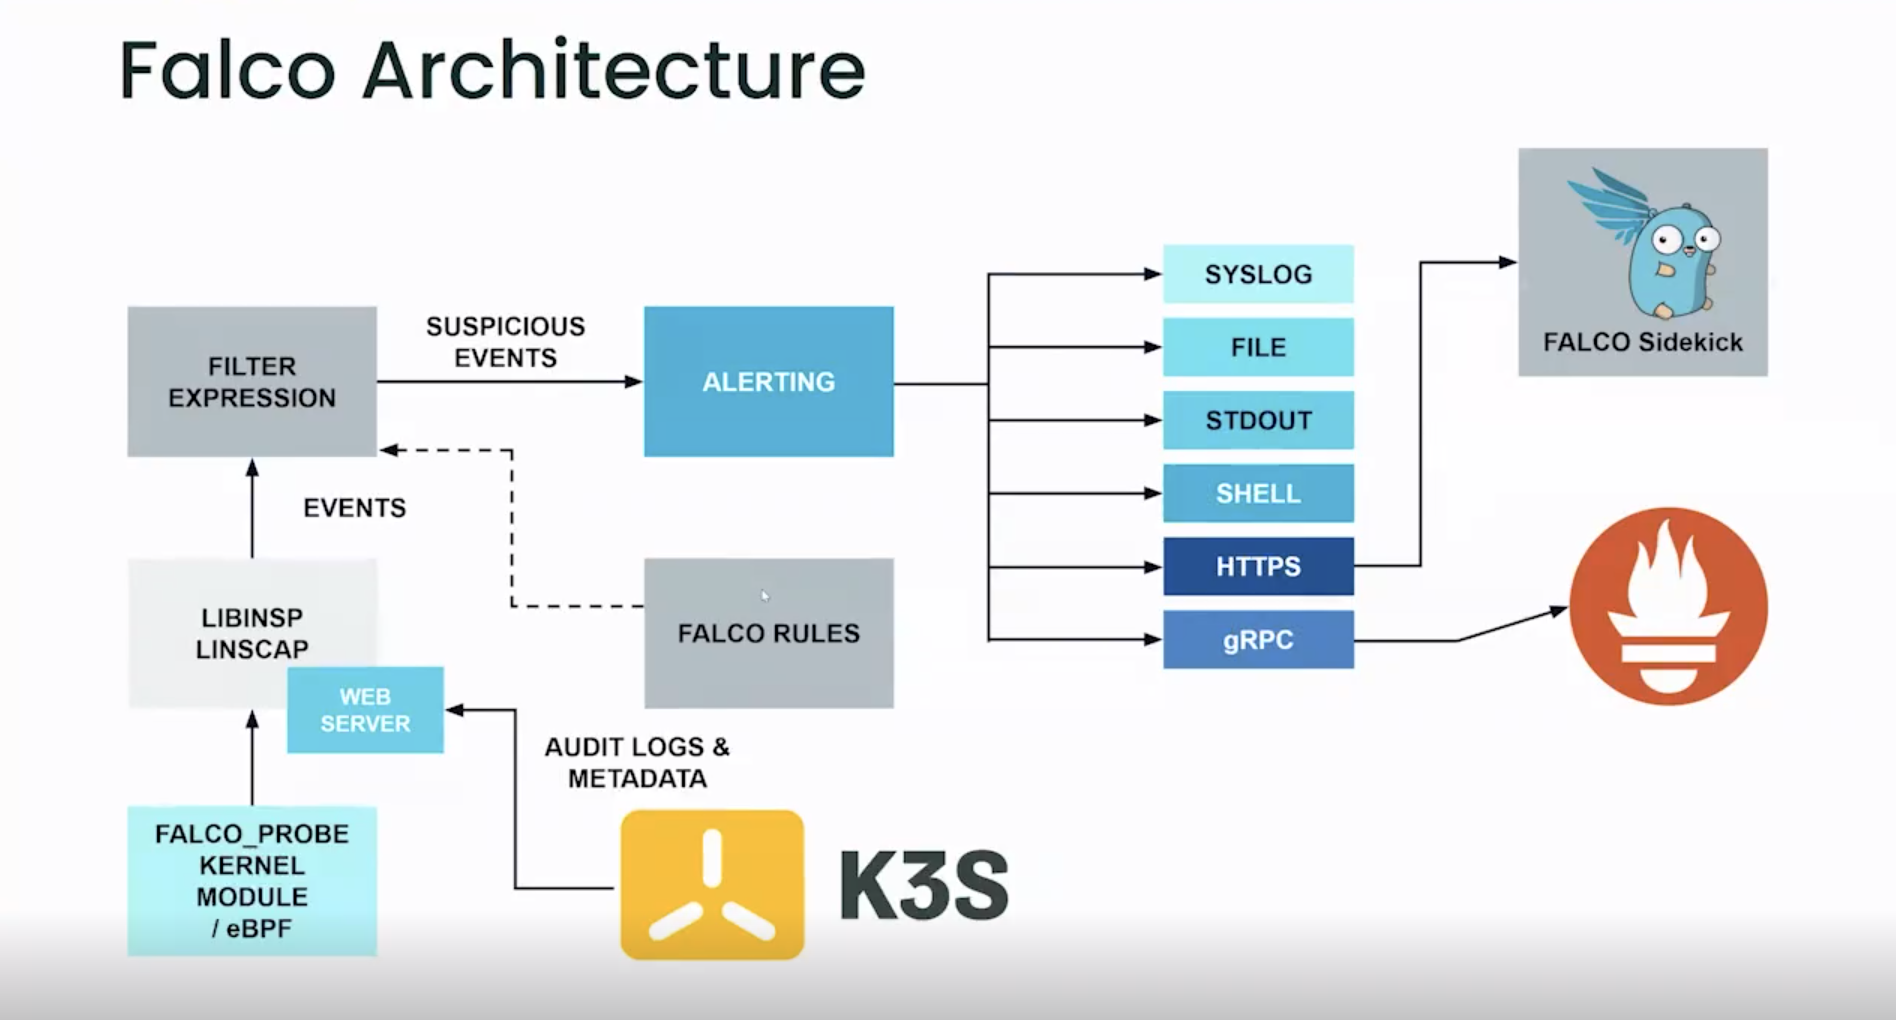 Falco Architecture
FILTER
EXPRESSION
SUSPICIOUS
EVENTS
ALERTING
SYSLOG
FILE
STDOUT
SHELL
HTTPS
gRPC
FALCO Sidekick
EVENTS
LIBINSP
LINSCAP
WEB
SERVER
FALCO RULES
AUDIT LOGS &
METADATA
FALCO_PROBE
KERNEL
MODULE
/ eBPF
K3S